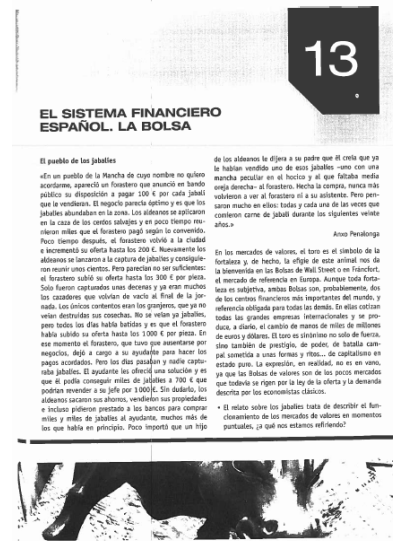 13
EL SISTEMA FINANCIERO
ESPAÑOL. LA BOLSA
El pueblo de los jabalíes
«En un pueblo de la Mancha de cuyo nombre no quiero
acordarme, apareció un forastero que anunció en bando
público su disposición a pagar 100 € por cada jabalí
que le vendieran. El negocio parecía óptimo y es que los
jabalíes abundaban en la zona. Los aldeanos se aplicaron
en la caza de los cerdos salvejes y en poco tiempo reu-
nieron miles que el forastero pagó según lo convenido.
Poco tiempo después, el forastero volvió a la ciudad
e incrementó su oferta hasta los 200 €. Nuevamente los
aldeanos se lanzaron a la captura de jabalíes y consiguie-
ron reunir unos cientos. Pero parecían no ser suficientes:
el forastero subió su oferta hasta los 300 € por pieza.
Solo fueron capturados unas decenas y ya eran muchos
los cazadores que volvían de vacío al final de la jor-
nada. Los únicos contentos eran los granjeros, que ya no
veían destruidas sus cosechas. No se veían ya jabalíes,
pero todos los días había batidas y es que el forastero
había subido su oferta hasta los 1000 € por pieza. En
ese momento el forastero, que tuvo que ausentarse por
negocios, dejó a cargo a su ayudante para hacer los
pagos acordados. Pero los días pasaban y nadie captu-
raba jabalíes. El ayudante les ofreció una solución y es
que él podía conseguir miles de jabalíes a 700 € que
podrían revender a su jefe por 1000 €. Sin dudarlo, los
aldeanos sacaron sus ahorros, vendieron sus propiedades
e incluso pidieron prestado a los bancos para comprar
miles y miles de jabalíes al ayudante, muchos más de
los que había en principio. Poco importó que un hijo
de los aldeanos le dijera a su padre que él creía que ya
le habían vendido uno de esos jabalíes –uno con una
mancha peculiar en el hocico y al que faltaba media
oreja derecha– al forastero. Hecha la compra, nunca más
volvieron a ver al forastero ni a su asistente. Pero pen-
saron mucho en ellos: todas y cada una de las veces que
comieron carne de jabalí durante los siguientes veinte
años.»
Anxo Penalonga
En los mercados de valores, el toro es el símbolo de la
fortaleza y, de hecho, la efigie de este animal nos da
la bienvenida en las Bolsas de Wall Street o en Fráncfort,
el mercado de referencia en Europa. Aunque toda forta-
leza es subjetiva, ambas Bolsas son, probablemente, dos
de los centros financieros más importantes del mundo, y
referencia obligada para todas las demás. En ellas cotizan
todas las grandes empresas internacionales y se pro-
duce, a diario, el cambio de manos de miles de millones
de euros y dólares. El toro es sinónimo no solo de fuerza,
sino también de prestigio, de poder, de batalla cam-
pal sometida a unas formas y ritos... de capitalismo en
estado puro. La expresión, en realidad, no es en vano,
ya que las Bolsas de valores son de los pocos mercados
que todavía se rigen por la ley de la oferta y la demanda
descrita por los economistas clásicos.
• El relato sobre los jabalíes trata de describir el fun-
cionamiento de los mercados de valores en momentos
puntuales, ¿a qué nos estamos refiriendo?